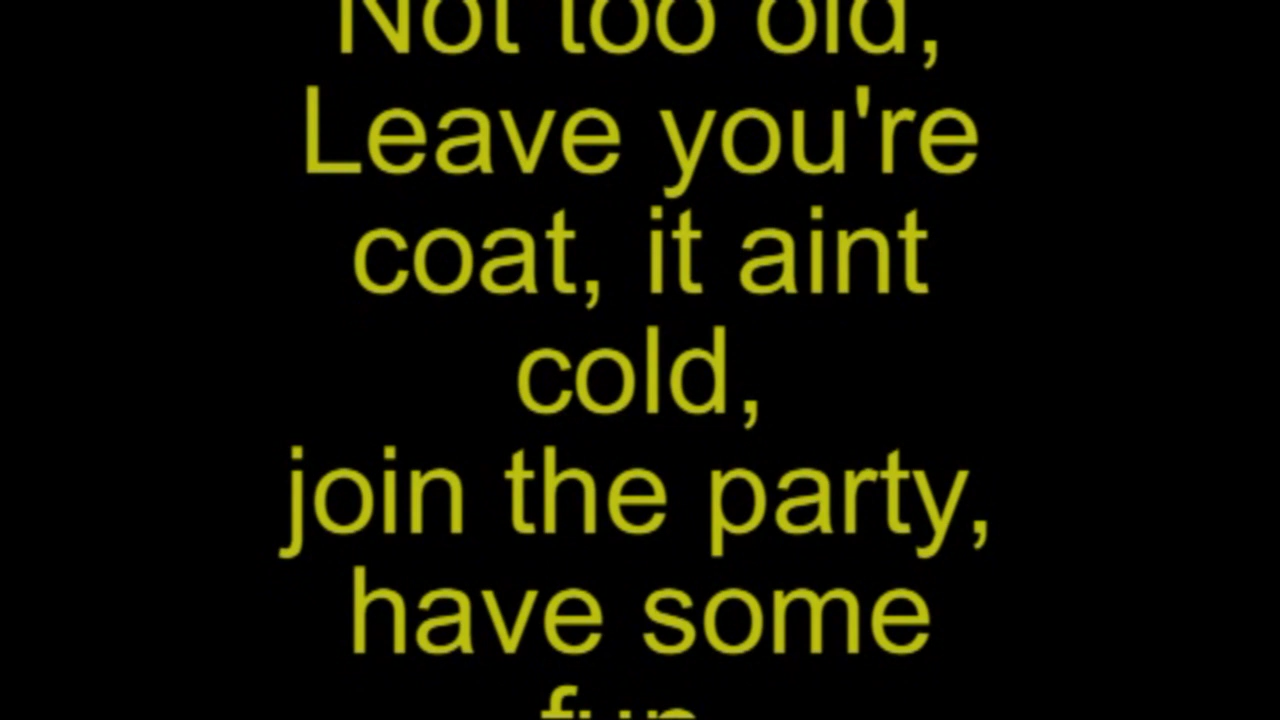 Not too old,
Leave you're
coat, it aint
cold,
join the party,
have some
fun